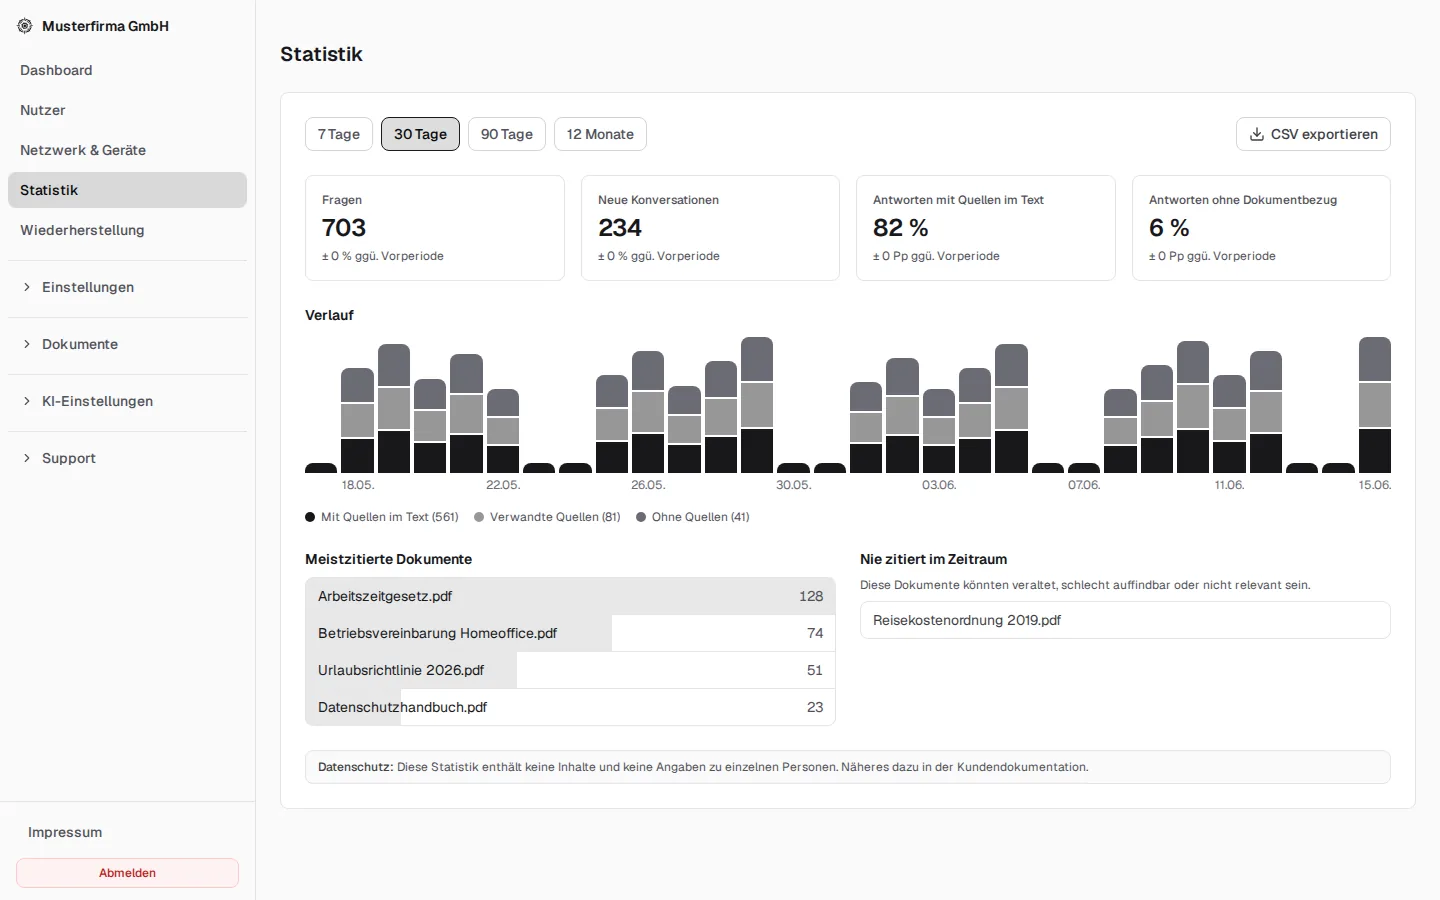 Musterfirma GmbH
Dashboard
Nutzer
Netzwerk & Geräte
Statistik
Wiederherstellung
Einstellungen
Dokumente
KI-Einstellungen
Support
Impressum
Abmelden
Statistik
7 Tage
30 Tage
90 Tage
12 Monate
CSV exportieren
Fragen
703
± 0 % ggü. Vorperiode
Neue Konversationen
234
± 0 % ggü. Vorperiode
Antworten mit Quellen im Text
82 %
± 0 Pp ggü. Vorperiode
Antworten ohne Dokumentbezug
6 %
± 0 Pp ggü. Vorperiode
Verlauf
18.05. 22.05. 26.05. 30.05. 03.06. 07.06. 11.06. 15.06.
Mit Quellen im Text (561) Verwandte Quellen (81) Ohne Quellen (41)
Meistzitierte Dokumente
Arbeitszeitgesetz.pdf 128
Betriebsvereinbarung Homeoffice.pdf 74
Urlaubsrichtlinie 2026.pdf 51
Datenschutzhandbuch.pdf 23
Nie zitiert im Zeitraum
Diese Dokumente könnten veraltet, schlecht auffindbar oder nicht relevant sein.
Reisekostenordnung 2019.pdf
Datenschutz: Diese Statistik enthält keine Inhalte und keine Angaben zu einzelnen Personen. Näheres dazu in der Kundendokumentation.